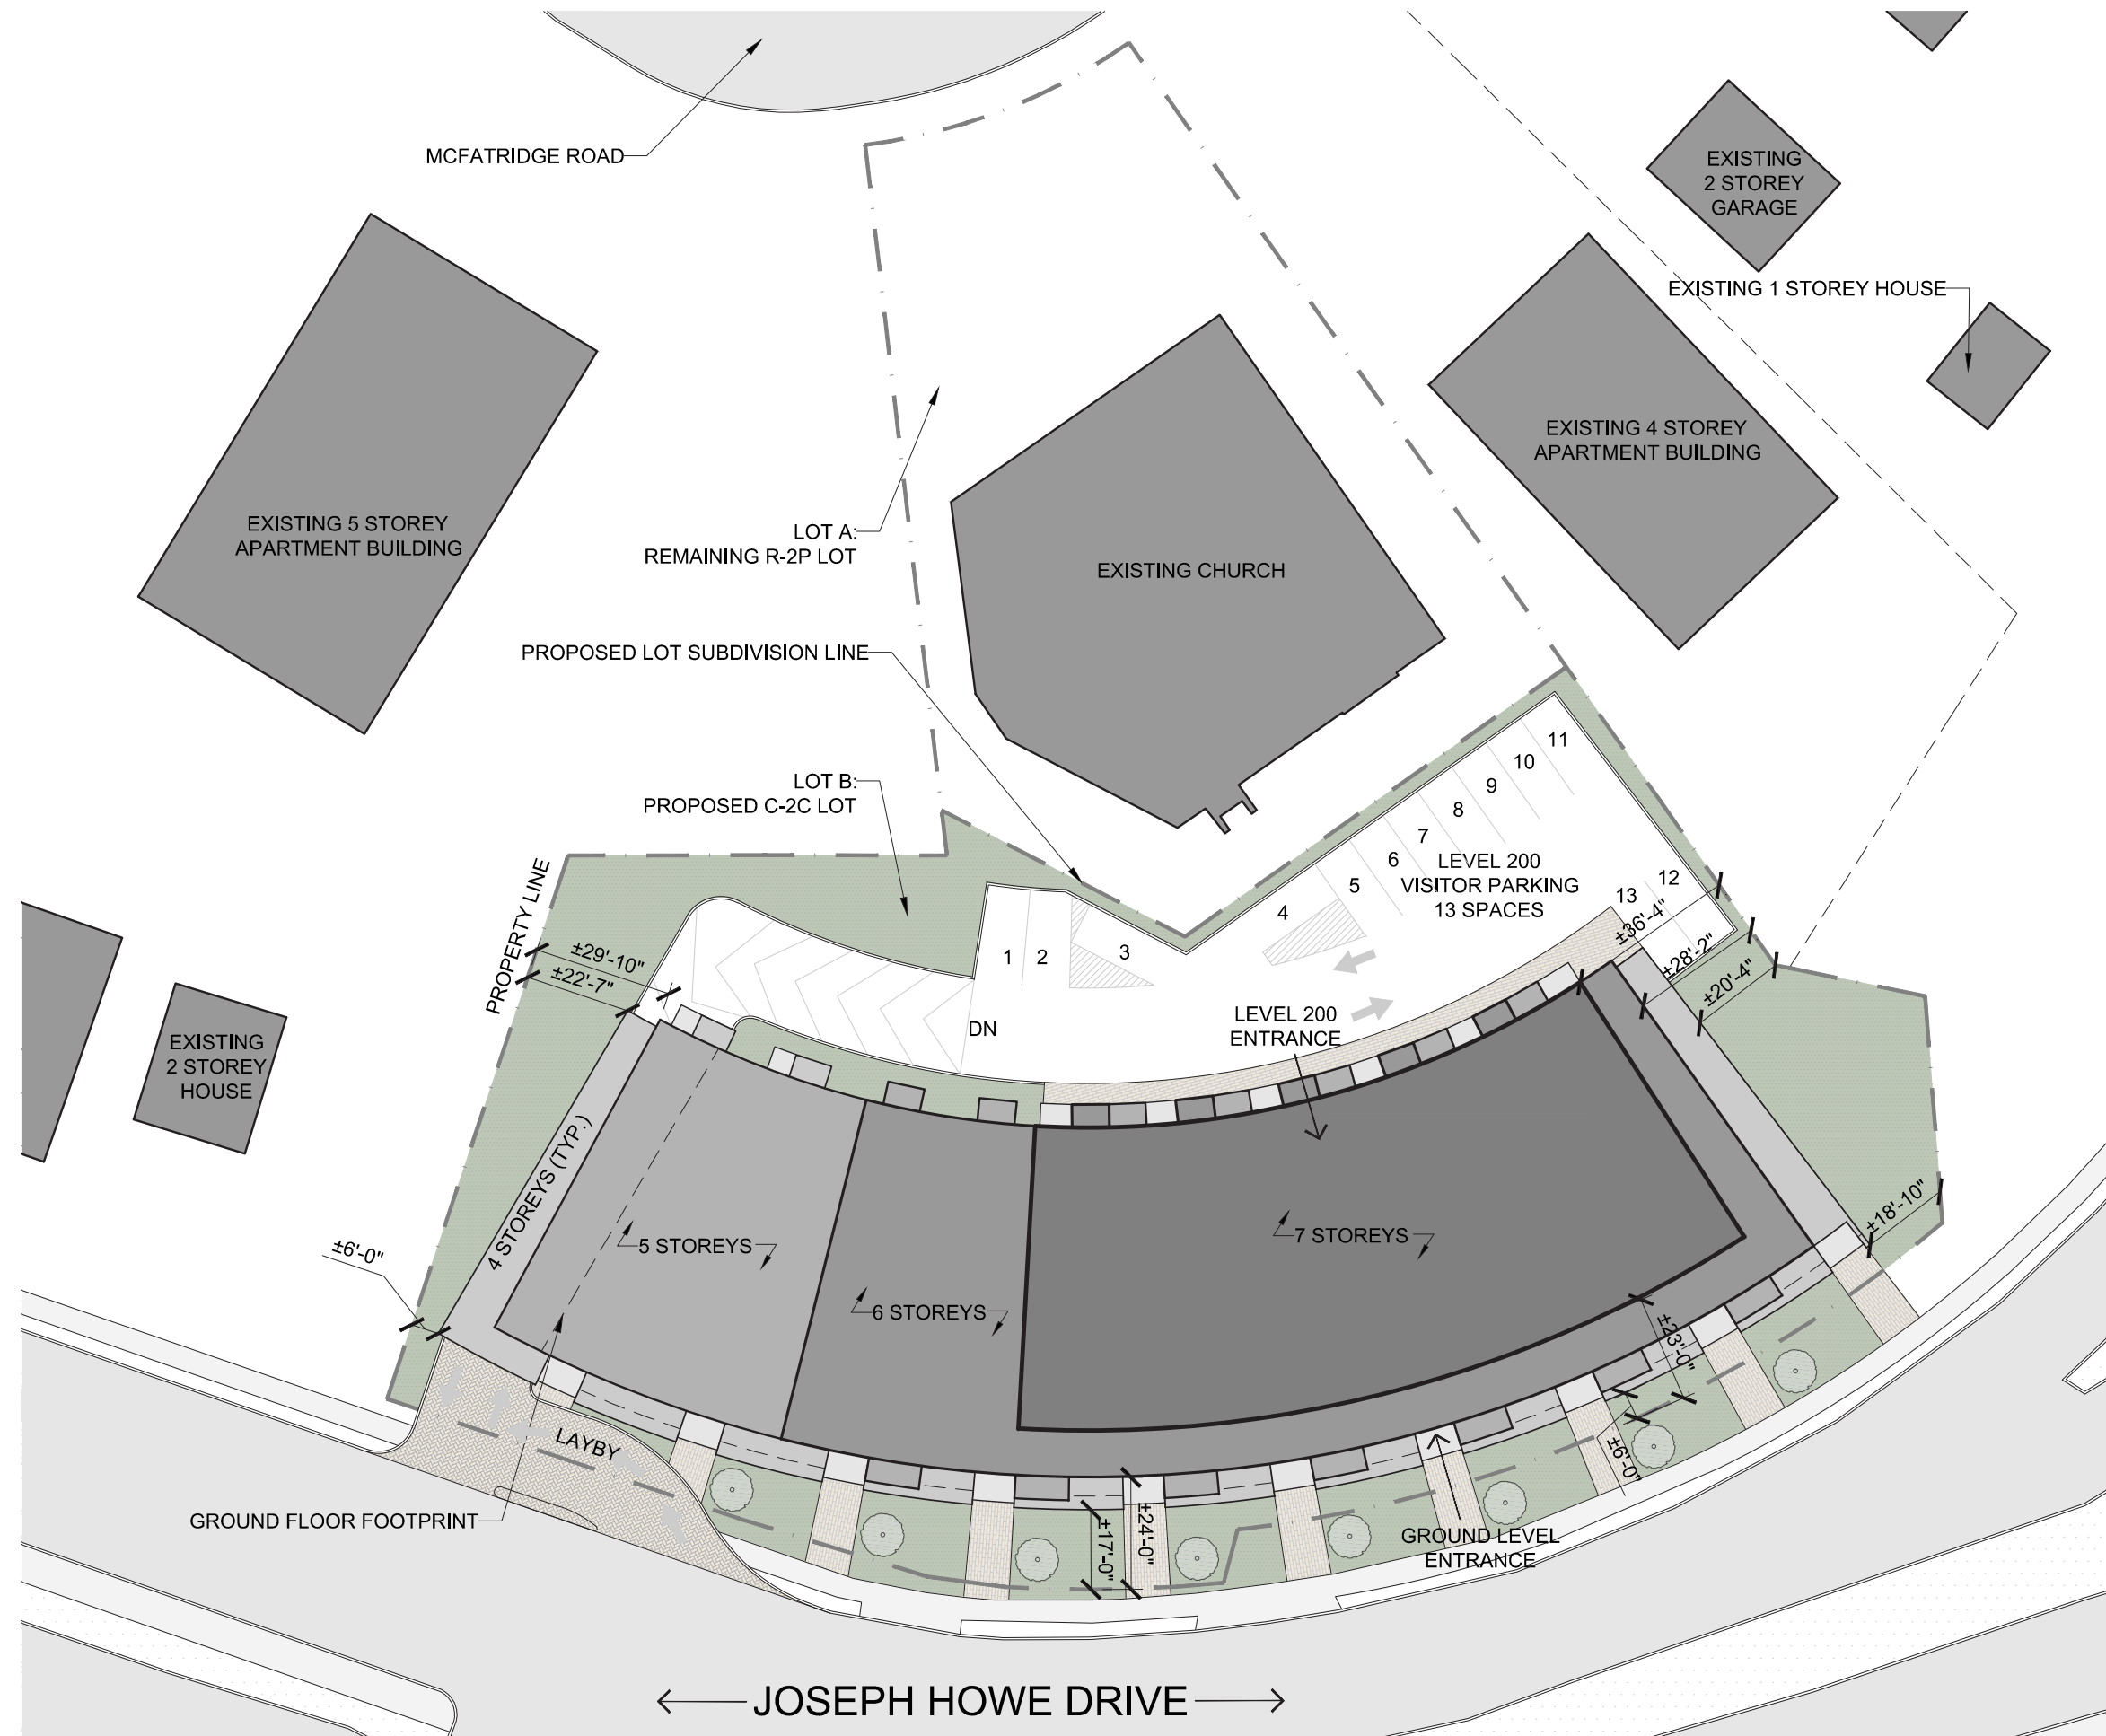 MCFATRIDGE ROAD
EXISTING
2 STOREY
GARAGE
EXISTING 1 STOREY HOUSE
EXISTING 4 STOREY
APARTMENT BUILDING
EXISTING 5 STOREY
APARTMENT BUILDING
LOT A:
REMAINING R-2P LOT
EXISTING CHURCH
PROPOSED LOT SUBDIVISION LINE
LOT B:
PROPOSED C-2C LOT
PROPERTY LINE
±29'-10"
±22'-7"
1
2
3
4
5
6
7
8
9
10
11
12
13
LEVEL 200
VISITOR PARKING
13 SPACES
±36'-4"
±28'-2"
±20'-4"
DN
LEVEL 200
ENTRANCE
EXISTING
2 STOREY
HOUSE
4 STOREYS (TYP.)
±6'-0"
5 STOREYS
6 STOREYS
7 STOREYS
±18'-10"
±23'-0"
±6'-0"
LAYBY
GROUND FLOOR FOOTPRINT
±17'-0"
±24'-0"
GROUND LEVEL
ENTRANCE
JOSEPH HOWE DRIVE